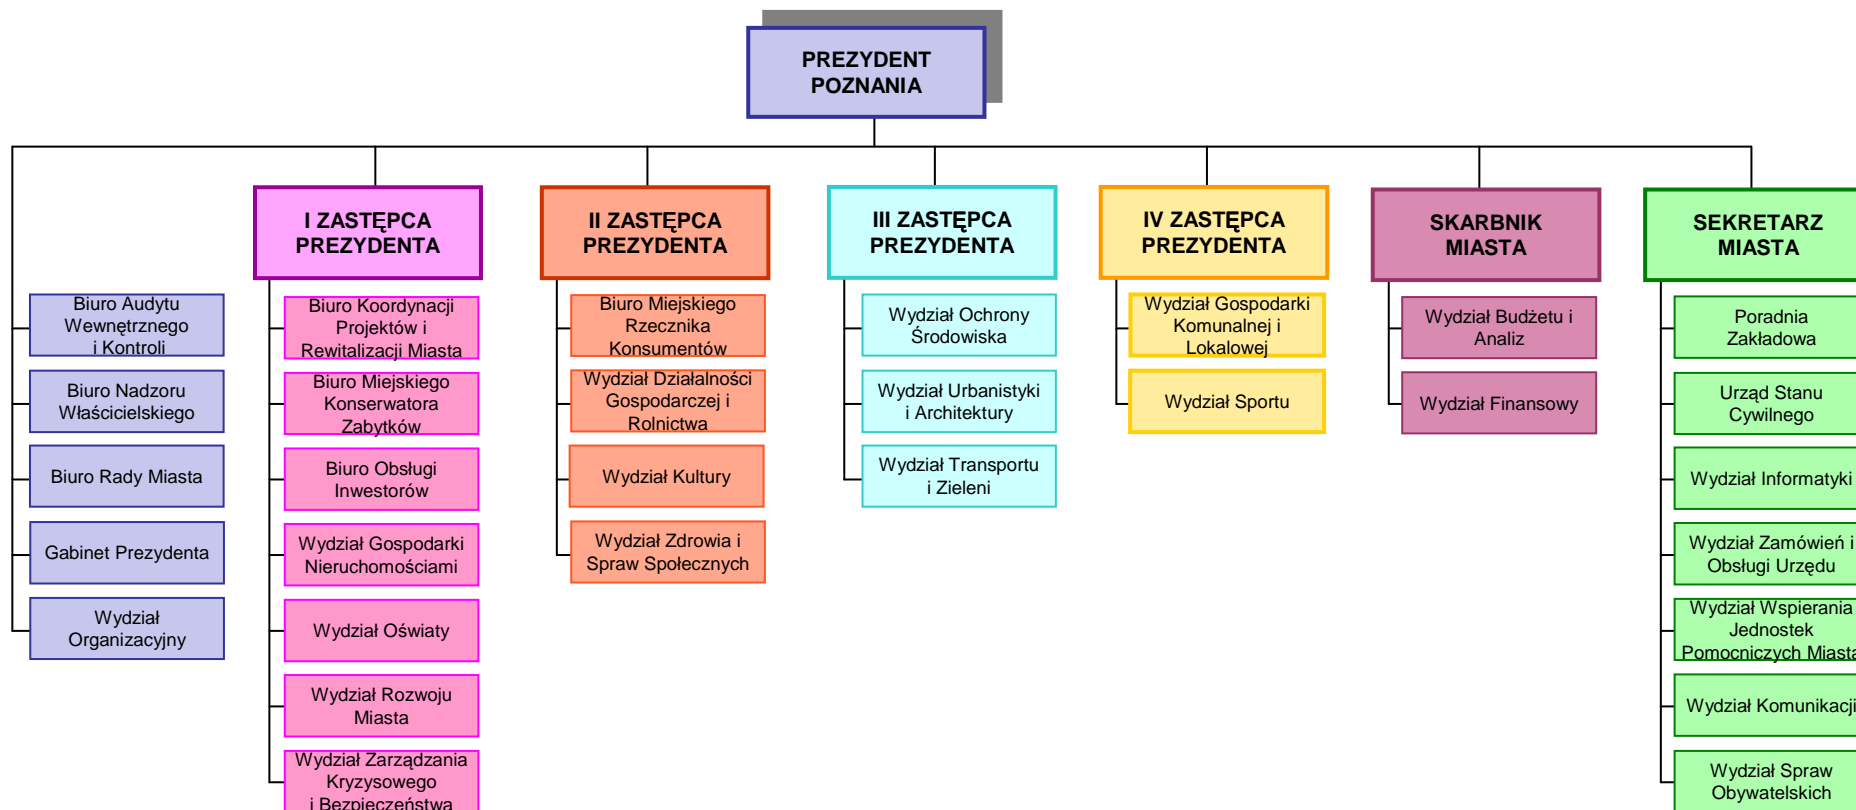 PREZYDENT
POZNANIA
I ZASTĘPCA
PREZYDENTA
II ZASTĘPCA
PREZYDENTA
III ZASTĘPCA
PREZYDENTA
IV ZASTĘPCA
PREZYDENTA
SKARBNIK
MIASTA
SEKRETARZ
MIASTA
Biuro Audytu
Wewnętrznego
i Kontroli
Biuro Nadzoru
Właścicielskiego
Biuro Rady Miasta
Gabinet Prezydenta
Wydział
Organizacyjny
Biuro Koordynacji
Projektów i
Rewitalizacji Miasta
Biuro Miejskiego
Konserwatora
Zabytków
Biuro Obsługi
Inwestorów
Wydział Gospodarki
Nieruchomościami
Wydział Oświaty
Wydział Rozwoju
Miasta
Wydział Zarządzania
Kryzysowego
i Bezpieczeństwa
Biuro Miejskiego
Rzecznika
Konsumentów
Wydział Działalności
Gospodarczej i
Rolnictwa
Wydział Kultury
Wydział Zdrowia i
Spraw Społecznych
Wydział Ochrony
Środowiska
Wydział Urbanistyki
i Architektury
Wydział Transportu
i Zieleni
Wydział Gospodarki
Komunalnej i
Lokalowej
Wydział Sportu
Wydział Budżetu i
Analiz
Wydział Finansowy
Poradnia
Zakładowa
Urząd Stanu
Cywilnego
Wydział Informatyki
Wydział Zamówień i
Obsługi Urzędu
Wydział Wspierania
Jednostek
Pomocniczych Miasta
Wydział Komunikacji
Wydział Spraw
Obywatelskich